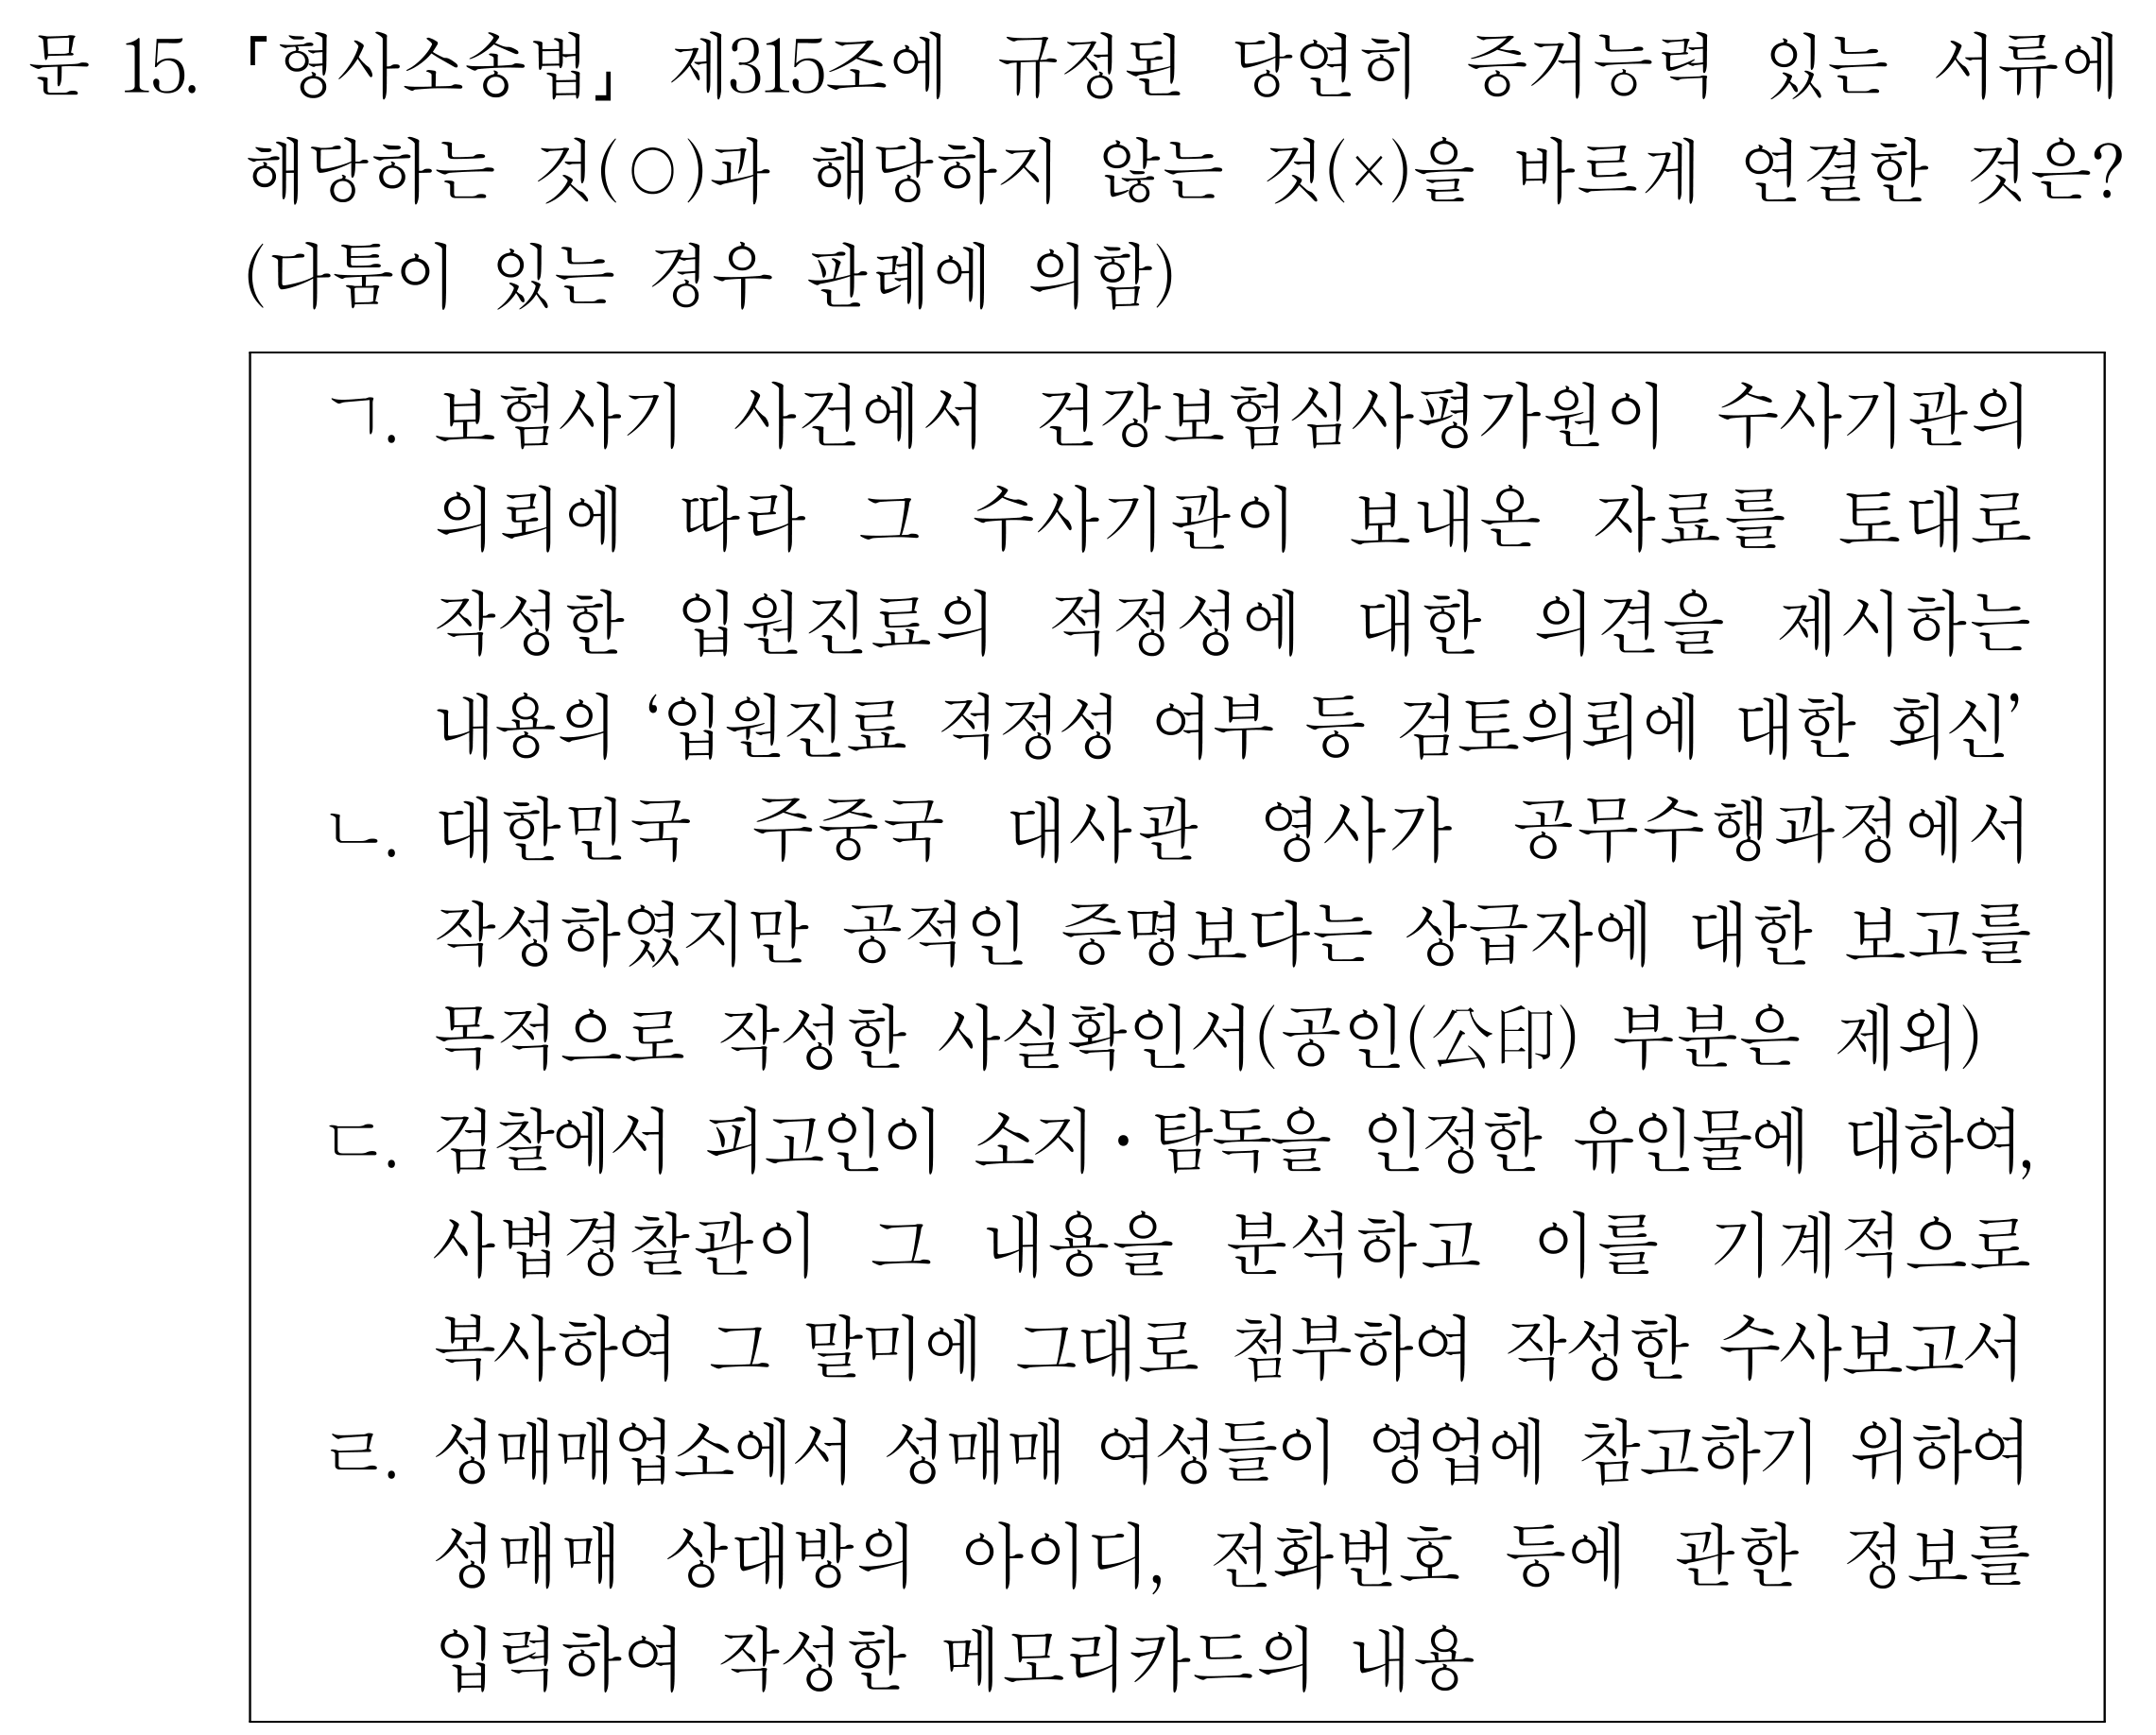 문 15. 「형사소송법」 제315조에 규정된 당연히 증거능력 있는 서류에
해당하는 것(○)과 해당하지 않는 것(×)을 바르게 연결한 것은?
(다툼이 있는 경우 판례에 의함)
ㄱ. 보험사기 사건에서 건강보험심사평가원이 수사기관의
의뢰에 따라 그 수사기관이 보내온 자료를 토대로
작성한 입원진료의 적정성에 대한 의견을 제시하는
내용의 ‘입원진료 적정성 여부 등 검토의뢰에 대한 회신’
ㄴ. 대한민국 주중국 대사관 영사가 공무수행과정에서
작성하였지만 공적인 증명보다는 상급자에 대한 보고를
목적으로 작성한 사실확인서(공인(公印) 부분은 제외)
ㄷ. 검찰에서 피고인이 소지·탐독을 인정한 유인물에 대하여,
사법경찰관이 그 내용을 분석하고 이를 기계적으로
복사하여 그 말미에 그대로 첨부하여 작성한 수사보고서
ㄹ. 성매매업소에서 성매매 여성들이 영업에 참고하기 위하여
성매매 상대방의 아이디, 전화번호 등에 관한 정보를
입력하여 작성한 메모리카드의 내용